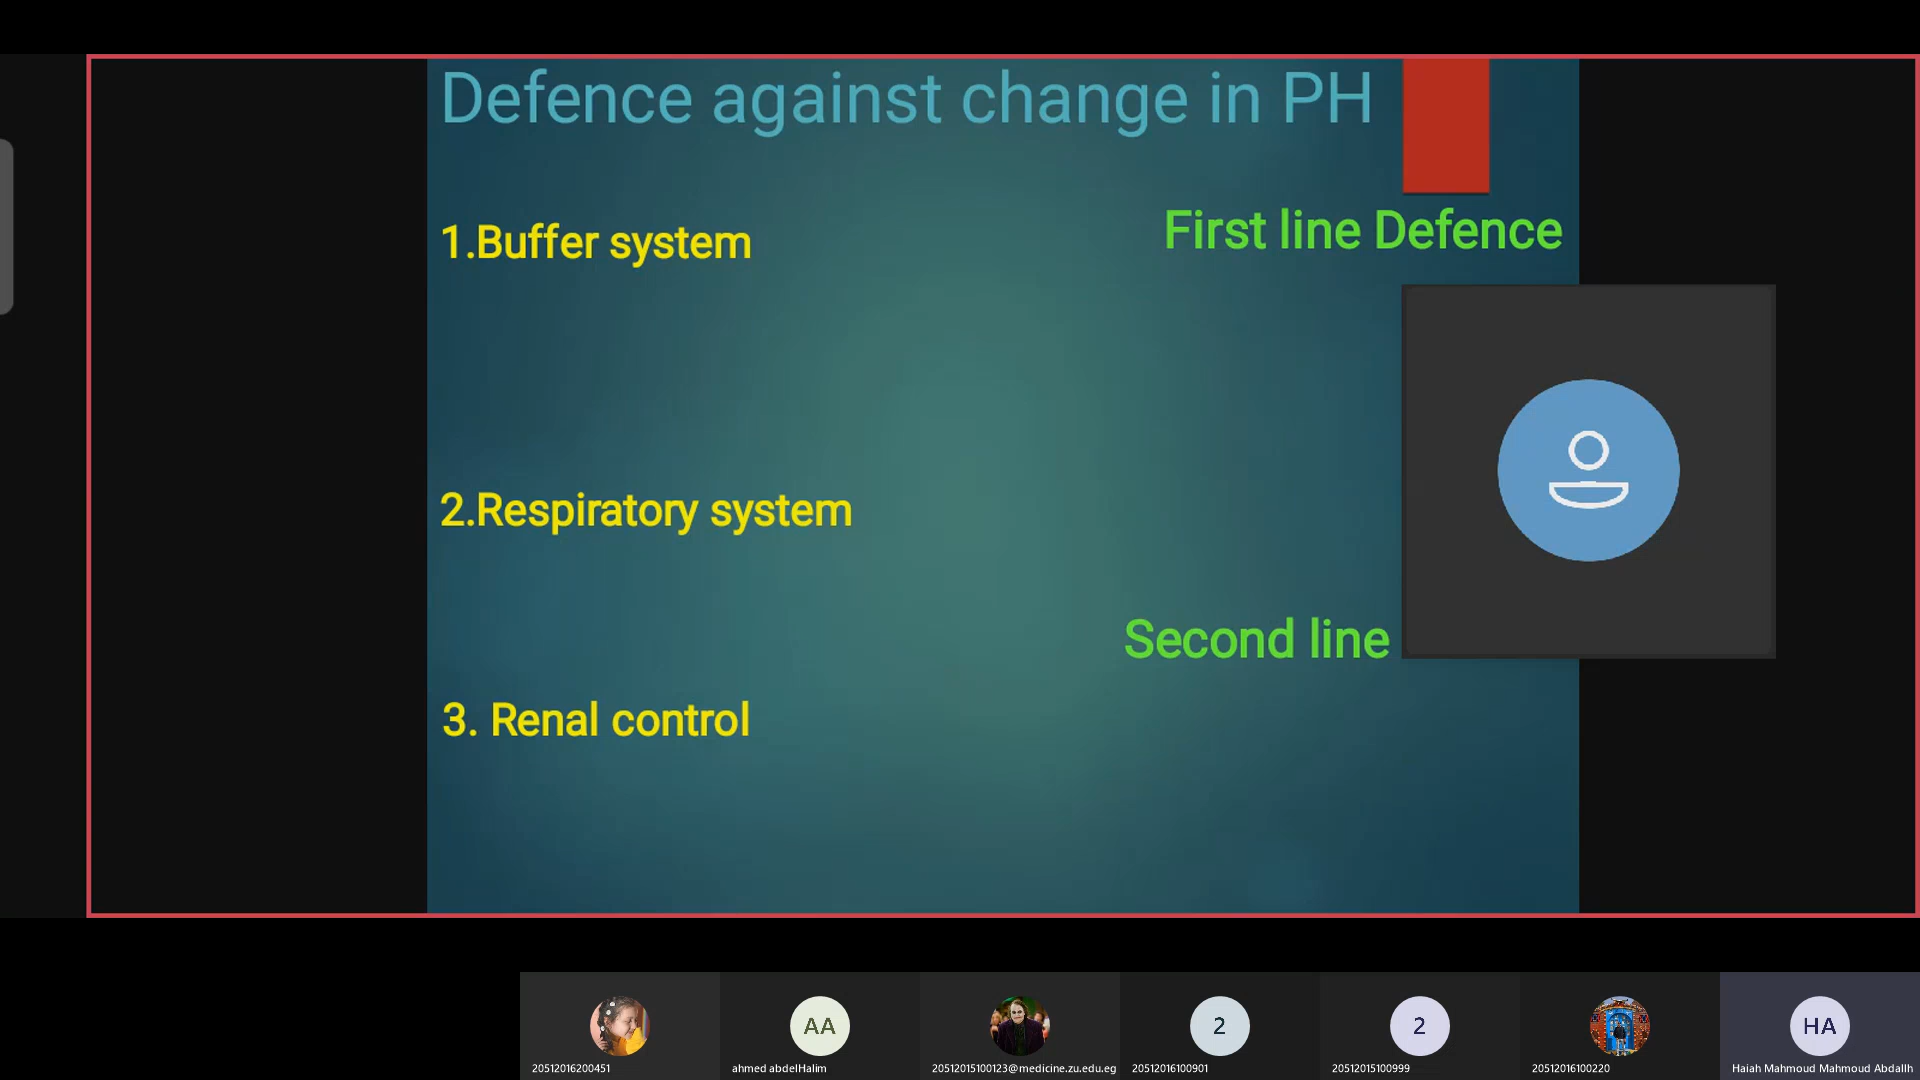 Defence against change in PH
1.Buffer system
First line Defence
2.Respiratory system
Second line
3. Renal control
AA
2
2
HA
20512016200451
ahmed abdelHalim
20512015100123@medicine.zu.edu.eg
20512016100901
20512015100999
20512016100220
Haiah Mahmoud Mahmoud Abdallh